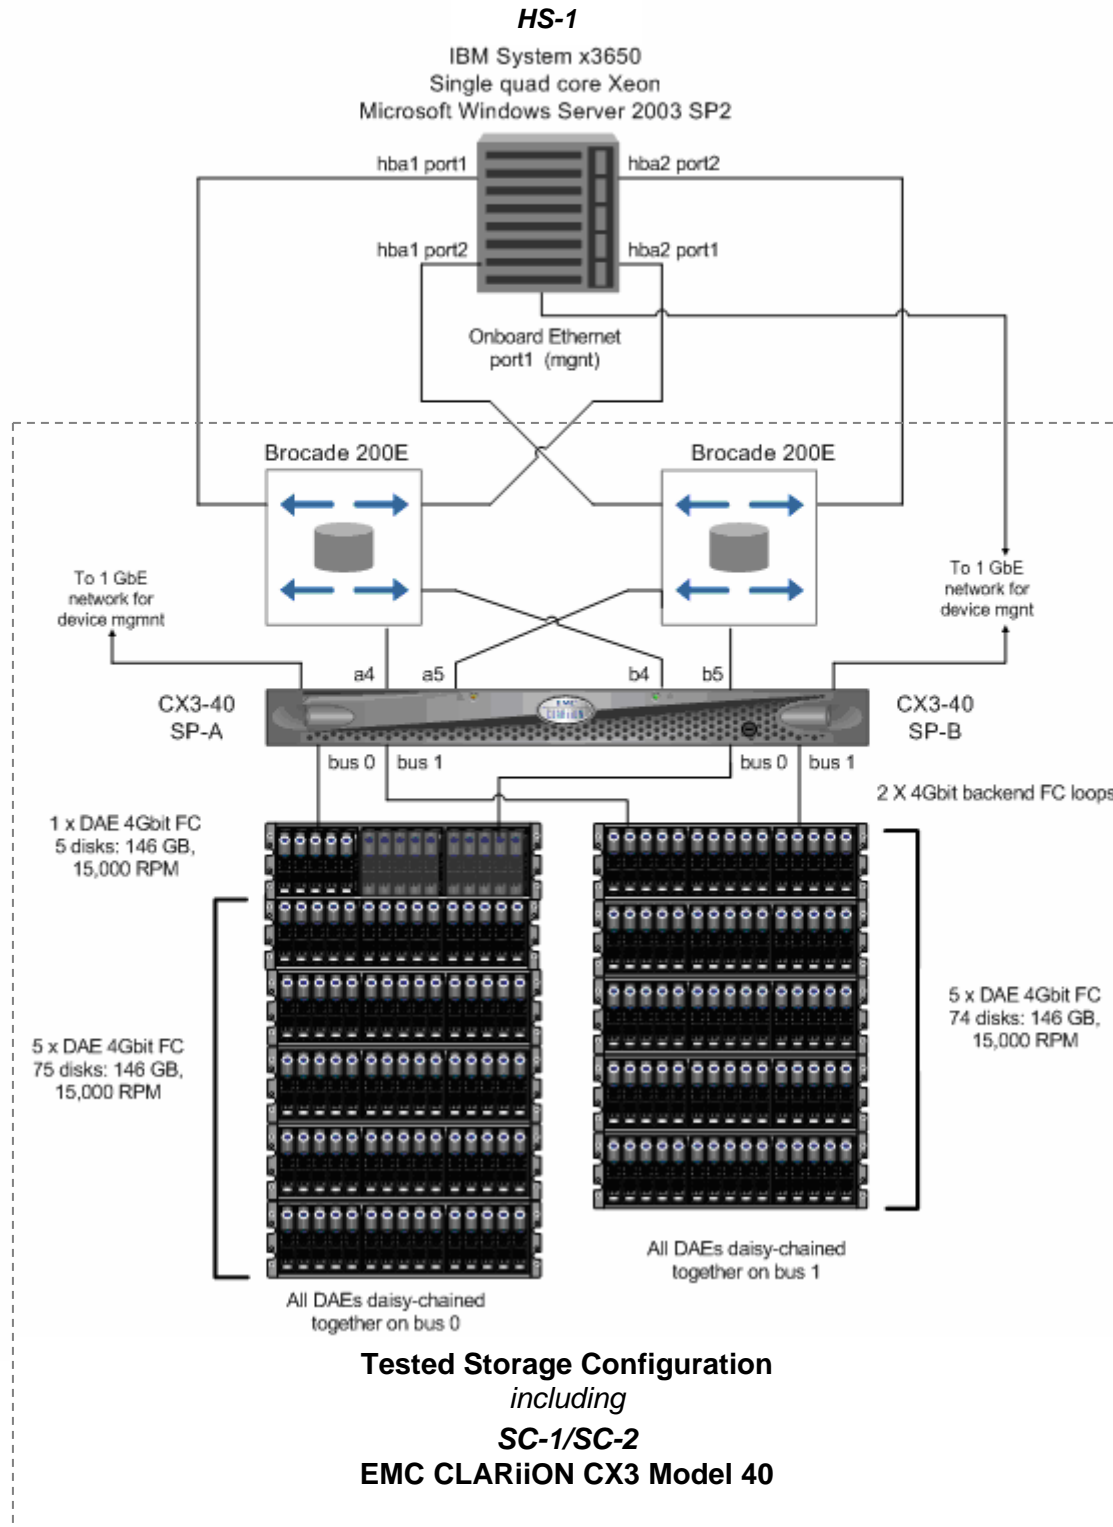 HS-1
IBM System x3650
Single quad core Xeon
Microsoft Windows Server 2003 SP2
hba1 port1
hba2 port2
hba1 port2
hba2 port1
Onboard Ethernet
port1 (mgnt)
Brocade 200E
Brocade 200E
To 1 GbE
network for
device mgmnt
To 1 GbE
network for
device mgnt
a4
a5
b4
b5
CX3-40
SP-A
EMC
CLARiiON
CX3-40
SP-B
bus 0
bus 1
bus 0
bus 1
2 X 4Gbit backend FC loops
1 x DAE 4Gbit FC
5 disks: 146 GB,
15,000 RPM
5 x DAE 4Gbit FC
75 disks: 146 GB,
15,000 RPM
5 x DAE 4Gbit FC
74 disks: 146 GB,
15,000 RPM
All DAEs daisy-chained
together on bus 1
All DAEs daisy-chained
together on bus 0
Tested Storage Configuration
including
SC-1/SC-2
EMC CLARiiON CX3 Model 40